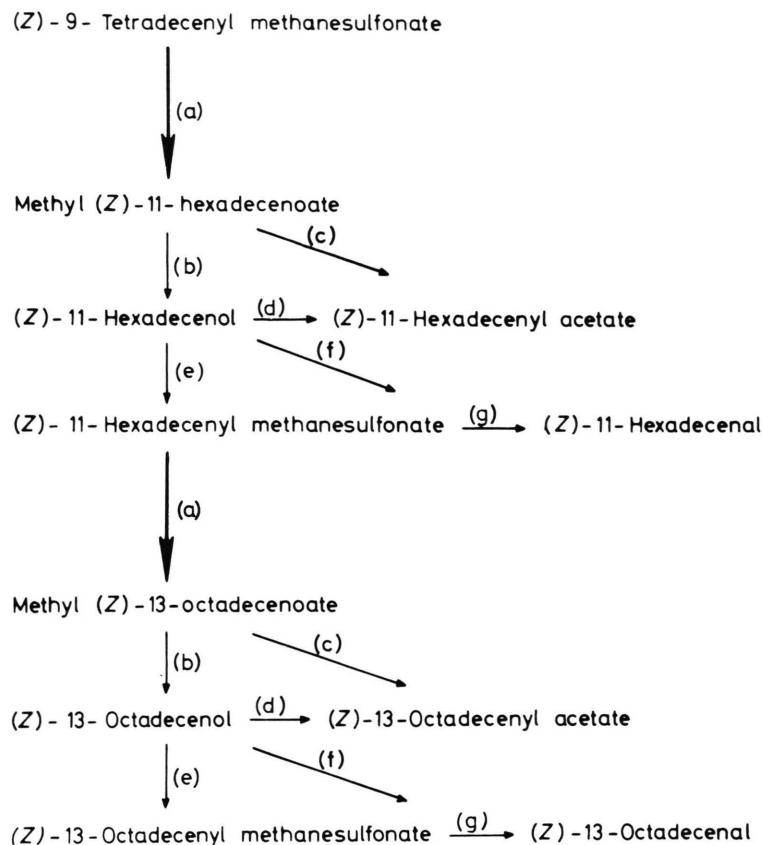 (Z)-9-Tetradecenyl methanesulfonate
(a)
Methyl (Z)-11-hexadecenoate
(c)
(b)
(Z)-11-Hexadecenol (d) (Z)-11-Hexadecenyl acetate
(f)
(e)
(Z)-11-Hexadecenyl methanesulfonate (g) (Z)-11-Hexadecenal
(a)
Methyl (Z)-13-octadecenoate
(c)
(b)
(Z)-13-Octadecenol (d) (Z)-13-Octadecenyl acetate
(f)
(e)
(Z)-13-Octadecenyl methanesulfonate (g) (Z)-13-Octadecenal